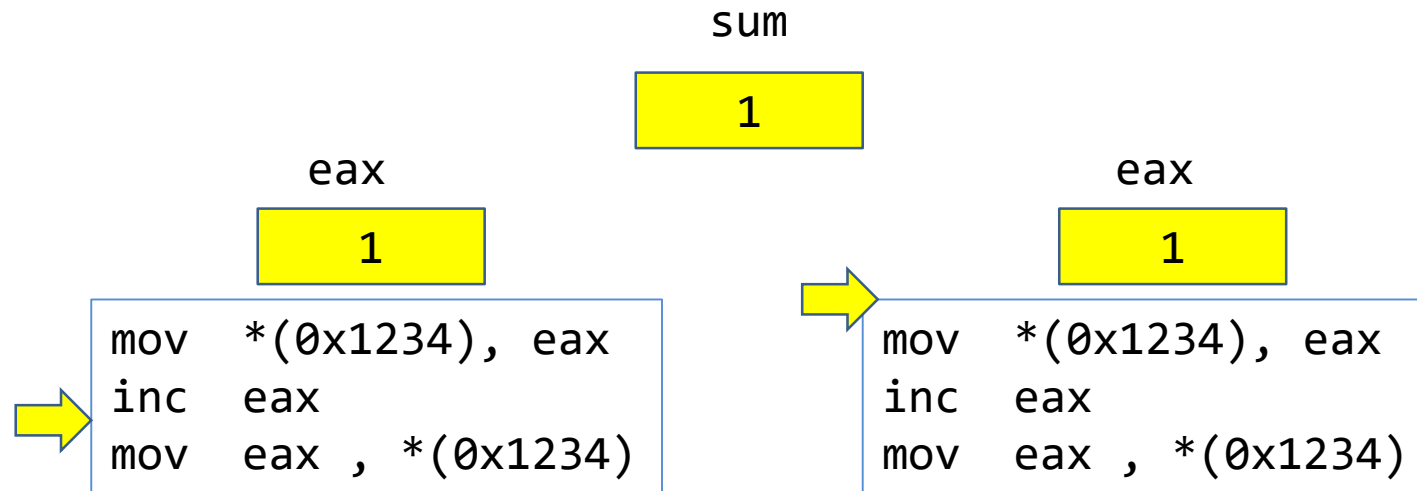 sum
1
eax
eax
1
1
mov  *(0x1234), eax
inc  eax
mov  eax , *(0x1234)
mov  *(0x1234), eax
inc  eax
mov  eax , *(0x1234)